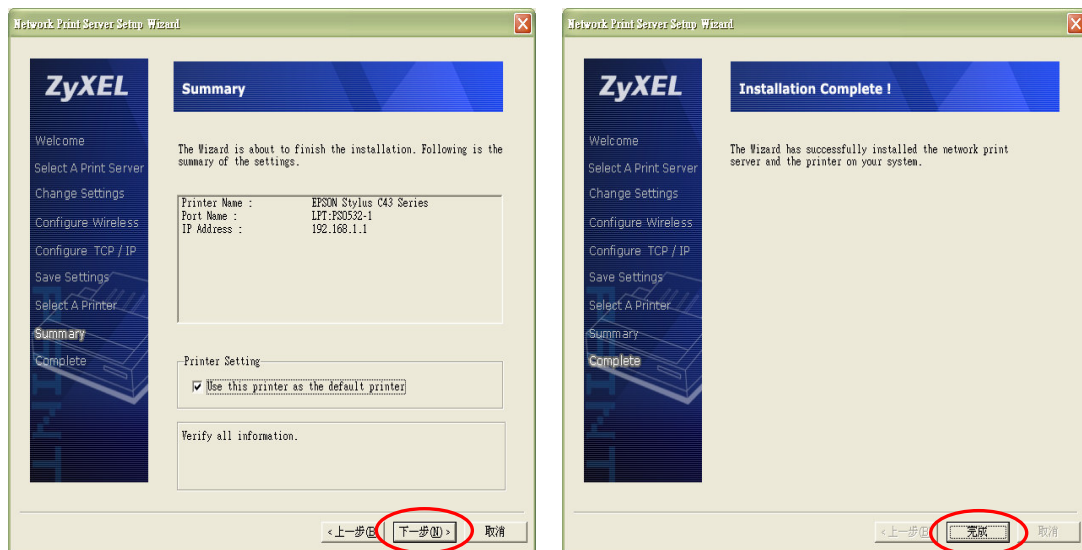 Network Print Server Setup Wizard
ZyXEL
Summary
Welcome
Select A Print Server
Change Settings
Configure Wireless
Configure TCP / IP
Save Settings
Select A Printer
Summary
Complete
The Wizard is about to finish the installation. Following is the
summary of the settings.
Printer Name : EPSON Stylus C43 Series
Port Name : LPT:PS0532-1
IP Address : 192.168.1.1
Printer Setting
Use this printer as the default printer
Verify all information.
<上一步(B) 下一步(N)> 取消
Network Print Server Setup Wizard
ZyXEL
Installation Complete !
Welcome
Select A Print Server
Change Settings
Configure Wireless
Configure TCP / IP
Save Settings
Select A Printer
Summary
Complete
The Wizard has successfully installed the network print
server and the printer on your system.
<上一步(B) 完成 取消